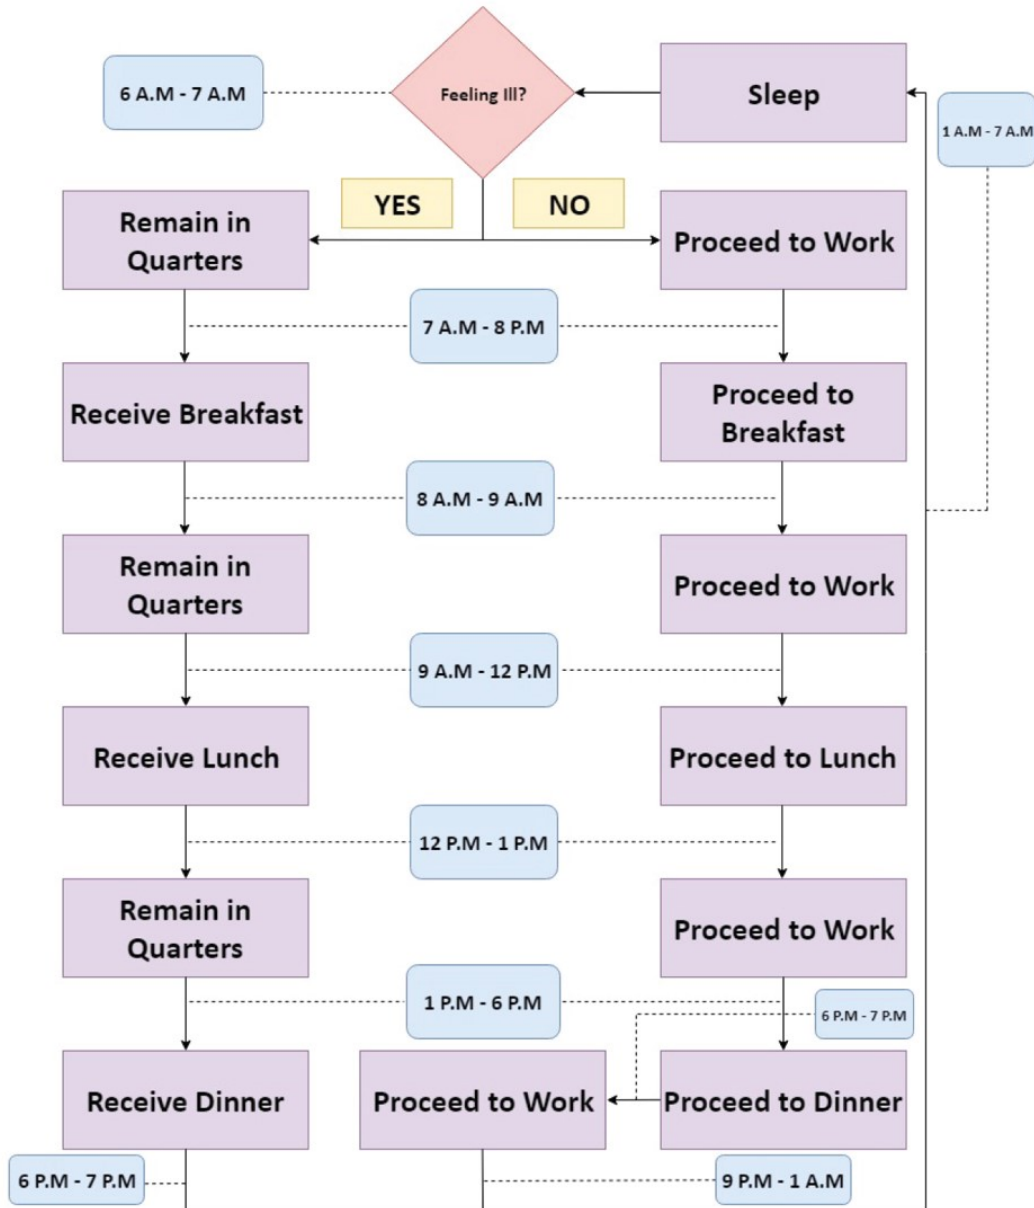 6 A.M - 7 A.M
Feeling Ill?
Sleep
1 A.M - 7 A.M
YES
NO
Remain in
Quarters
Proceed to Work
7 A.M - 8 P.M
Receive Breakfast
Proceed to
Breakfast
8 A.M - 9 A.M
Remain in
Quarters
Proceed to Work
9 A.M - 12 P.M
Receive Lunch
Proceed to Lunch
12 P.M - 1 P.M
Remain in
Quarters
Proceed to Work
1 P.M - 6 P.M
6 P.M - 7 P.M
Receive Dinner
Proceed to Work
Proceed to Dinner
6 P.M - 7 P.M
9 P.M - 1 A.M